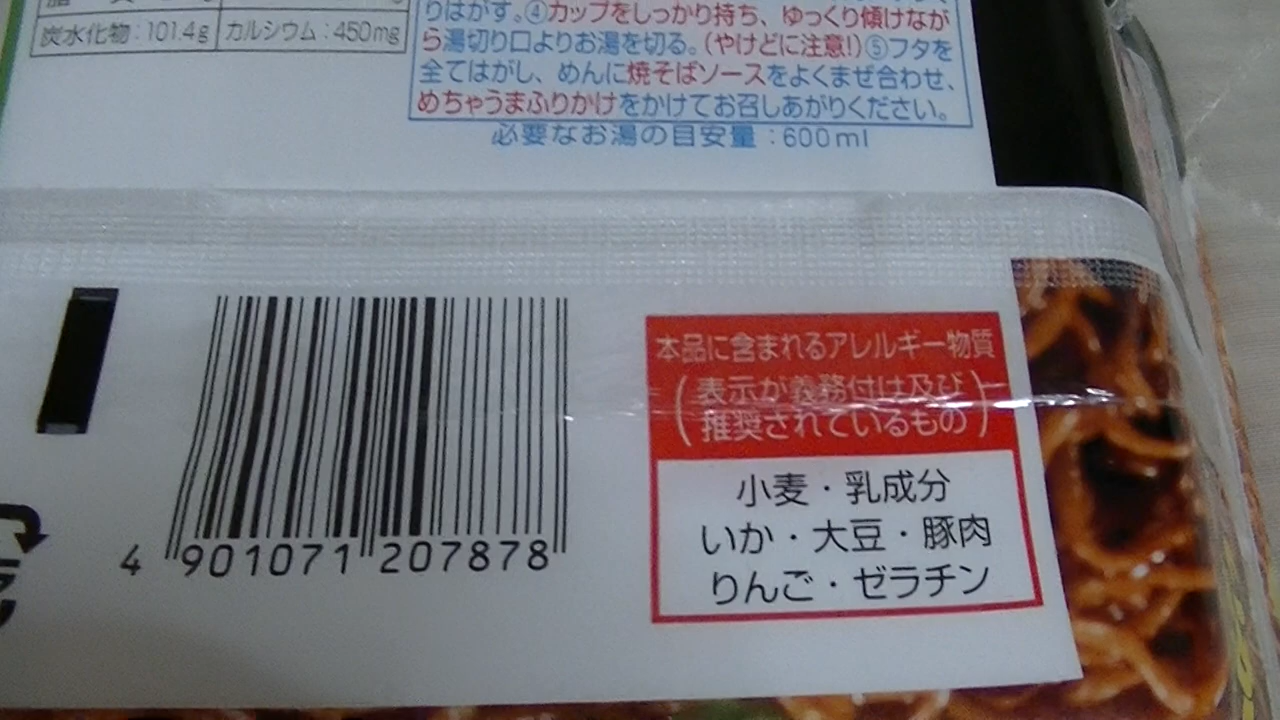 炭水化物:101.4g カルシウム:450mg
りはがす。④カップをしっかり持ち、ゆっくり傾けなが
ら湯切り口よりお湯を切る。(やけどに注意!)⑤フタを
全てはがし、めんに焼そばソースをよくまぜ合わせ、
めちゃうまふりかけをかけてお召しあがりください。
必要なお湯の目安量:600ml
本品に含まれるアレルギー物質
(表示が義務付け及び
推奨されているもの)
小麦・乳成分
いか・大豆・豚肉
りんご・ゼラチン
4 901071 207878